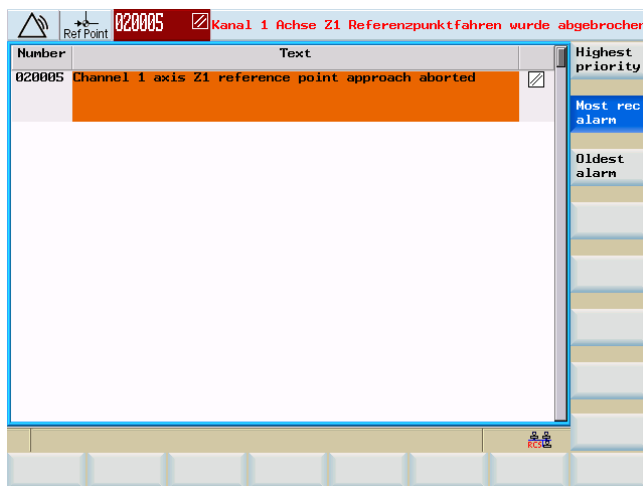 Ref Point
020005
Kanal 1 Achse Z1 Referenzpunktfahren wurde abgebrochen
Number Text
020005 Channel 1 axis Z1 reference point approach aborted
Highest
priority
Most rec
alarm
Oldest
alarm
RCS